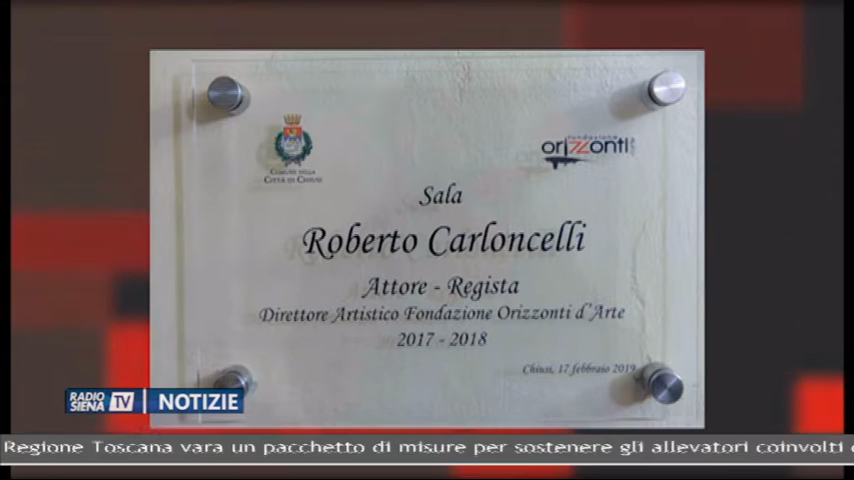 COMUNE DELLA
CITTÀ DI CHIUSI
fondazione
orizzonti
Sala
Roberto Carloncelli
Attore - Regista
Direttore Artistico Fondazione Orizzonti d'Arte
2017 - 2018
Chiusi, 17 febbraio 2019
RADIO SIENA TV NOTIZIE
Regione Toscana vara un pacchetto di misure per sostenere gli allevatori coinvolti